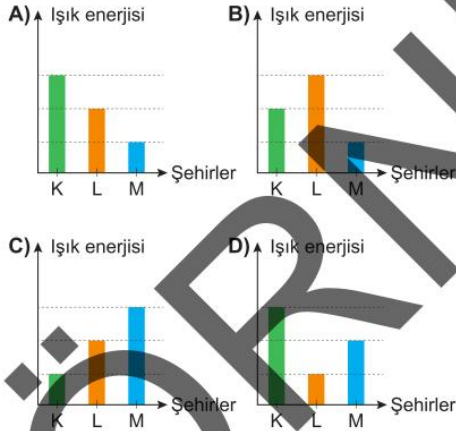 A) Işık enerjisi
K L M Şehirler
B) Işık enerjisi
K L M Şehirler
C) Işık enerjisi
K L M Şehirler
D) Işık enerjisi
K L M Şehirler